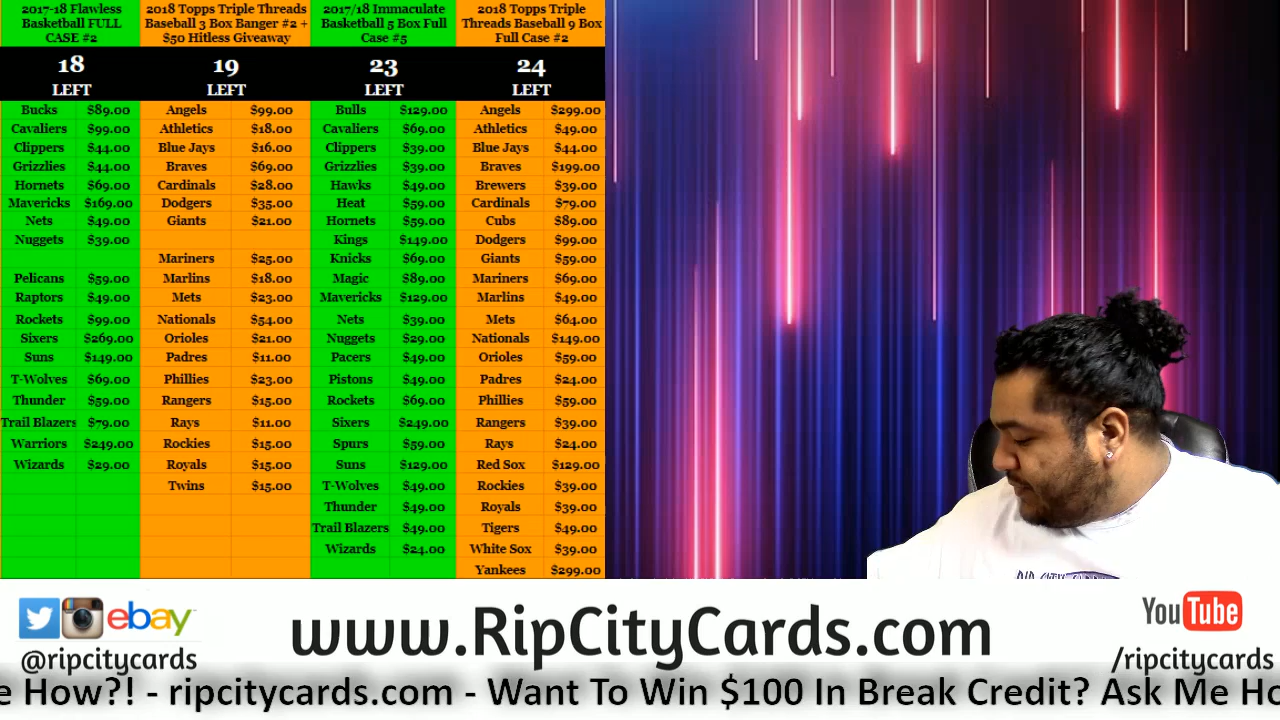 2017-18 Flawless
Basketball FULL
CASE #2
18
LEFT
Bucks $89.00
Cavaliers $99.00
Clippers $44.00
Grizzlies $44.00
Hornets $69.00
Mavericks $169.00
Nets $49.00
Nuggets $39.00
Pelicans $59.00
Raptors $49.00
Rockets $99.00
Sixers $269.00
Suns $149.00
T-Wolves $69.00
Thunder $59.00
Trail Blazers $79.00
Warriors $249.00
Wizards $29.00
2018 Topps Triple Threads
Baseball 3 Box Banger #2 +
$50 Hitless Giveaway
19
LEFT
Angels $99.00
Athletics $18.00
Blue Jays $16.00
Braves $69.00
Cardinals $28.00
Dodgers $35.00
Giants $21.00
Mariners $25.00
Marlins $18.00
Mets $23.00
Nationals $54.00
Orioles $21.00
Padres $11.00
Phillies $23.00
Rangers $15.00
Rays $11.00
Rockies $15.00
Royals $15.00
Twins $15.00
2017/18 Immaculate
Basketball 5 Box Full
Case #5
23
LEFT
Bulls $129.00
Cavaliers $69.00
Clippers $39.00
Grizzlies $39.00
Hawks $49.00
Heat $59.00
Hornets $59.00
Kings $149.00
Knicks $69.00
Magic $89.00
Mavericks $129.00
Nets $39.00
Nuggets $29.00
Pacers $49.00
Pistons $49.00
Rockets $69.00
Sixers $249.00
Spurs $59.00
Suns $129.00
T-Wolves $49.00
Thunder $49.00
Trail Blazers $49.00
Wizards $24.00
2018 Topps Triple
Threads Baseball 9 Box
Full Case #2
24
LEFT
Angels $299.00
Athletics $49.00
Blue Jays $44.00
Braves $199.00
Brewers $39.00
Cardinals $79.00
Cubs $89.00
Dodgers $99.00
Giants $59.00
Mariners $69.00
Marlins $49.00
Mets $64.00
Nationals $149.00
Orioles $59.00
Padres $24.00
Phillies $59.00
Rangers $39.00
Rays $24.00
Red Sox $129.00
Rockies $39.00
Royals $39.00
Tigers $49.00
White Sox $39.00
Yankees $299.00
ebay
@ripcitycards
www.RipCityCards.com
YouTube
/ripcitycards
e How?! - ripcitycards.com - Want To Win $100 In Break Credit? Ask Me Ho